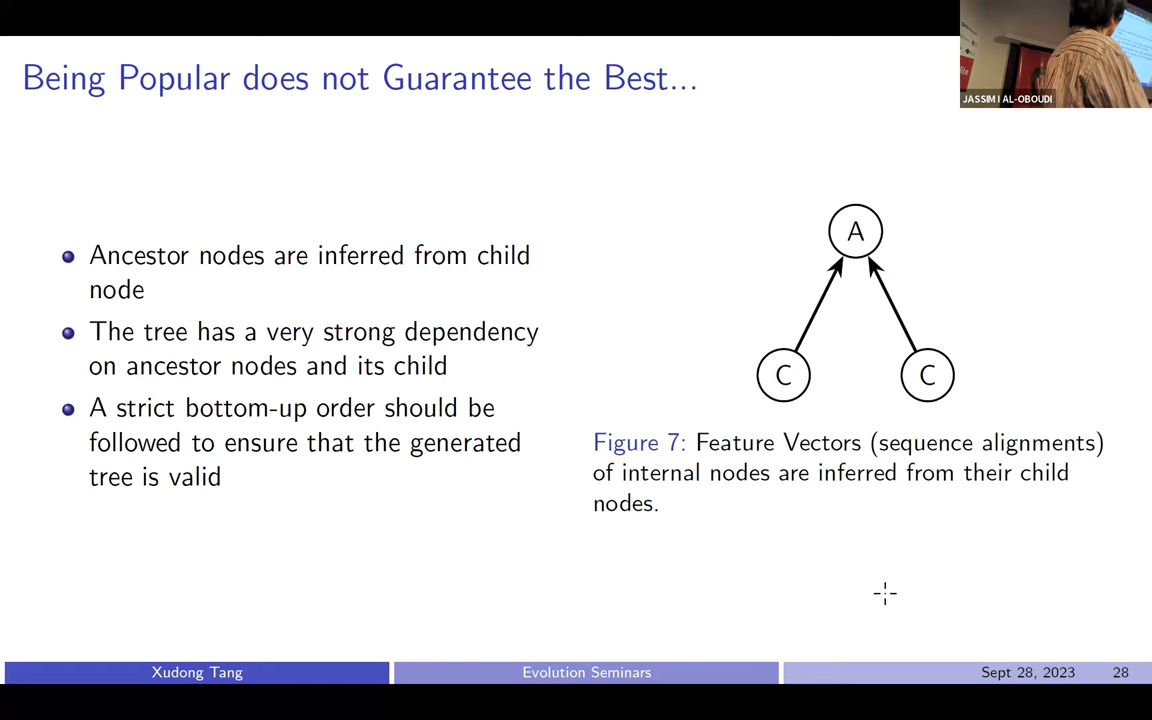 Being Popular does not Guarantee the Best...
JASSIM I AL-OBOUDI
Ancestor nodes are inferred from child
node
The tree has a very strong dependency
on ancestor nodes and its child
A strict bottom-up order should be
followed to ensure that the generated
tree is valid
A
C
C
Figure 7: Feature Vectors (sequence alignments)
of internal nodes are inferred from their child
nodes.
Xudong Tang
Evolution Seminars
Sept 28, 2023
28